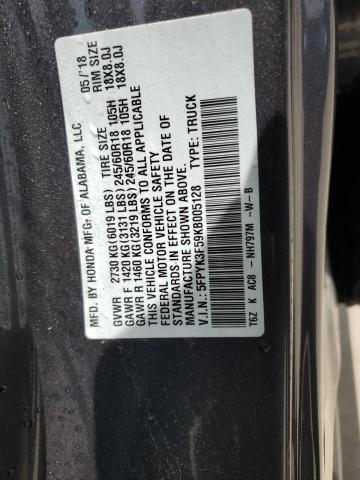 MFD. BY HONDA MFG. OF ALABAMA, LLC 05/'18
TIRE SIZE RIM SIZE
GVWR 2730 KG(6019 LBS)
GAWR F 1420 KG(3131 LBS) 245/60R18 105H 18X8.0J
GAWR R 1460 KG(3219 LBS) 245/60R18 105H 18X8.0J
THIS VEHICLE CONFORMS TO ALL APPLICABLE
FEDERAL MOTOR VEHICLE SAFETY
STANDARDS IN EFFECT ON THE DATE OF
MANUFACTURE SHOWN ABOVE.
V.I.N.: 5FPYK3F59KB005128 TYPE: TRUCK
T6Z K AC8 - NH797M -W-B